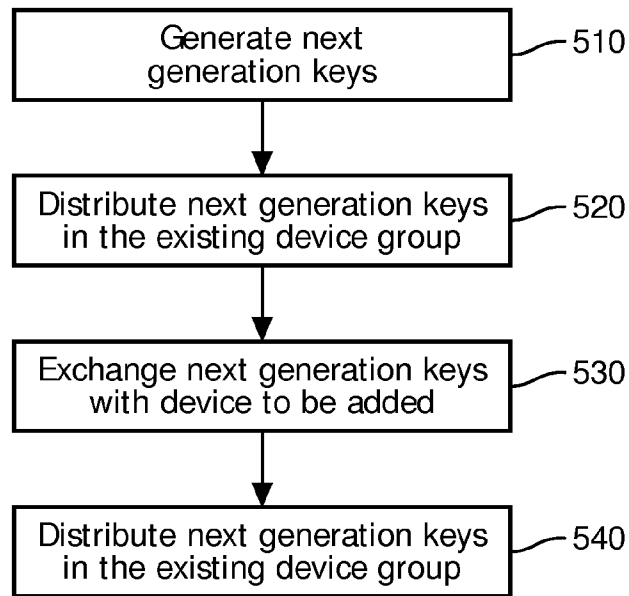 Generate next
generation keys
510
Distribute next generation keys
in the existing device group
520
Exchange next generation keys
with device to be added
530
Distribute next generation keys
in the existing device group
540